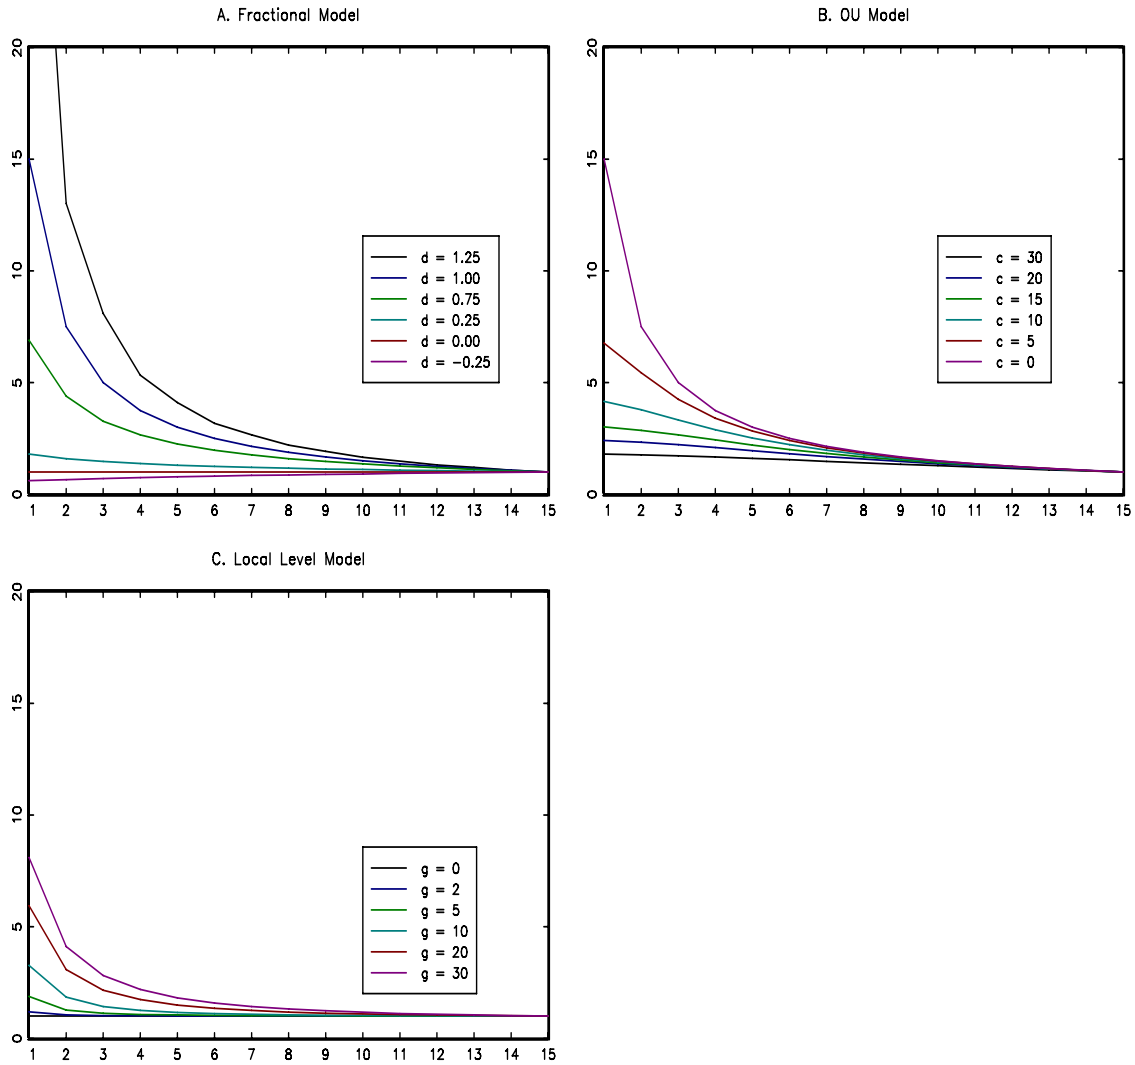 A. Fractional Model
20
15
10
5
0
d = 1.25
d = 1.00
d = 0.75
d = 0.25
d = 0.00
d = −0.25
1 2 3 4 5 6 7 8 9 10 11 12 13 14 15
B. OU Model
20
15
10
5
0
c = 30
c = 20
c = 15
c = 10
c = 5
c = 0
1 2 3 4 5 6 7 8 9 10 11 12 13 14 15
C. Local Level Model
20
15
10
5
0
g = 0
g = 2
g = 5
g = 10
g = 20
g = 30
1 2 3 4 5 6 7 8 9 10 11 12 13 14 15